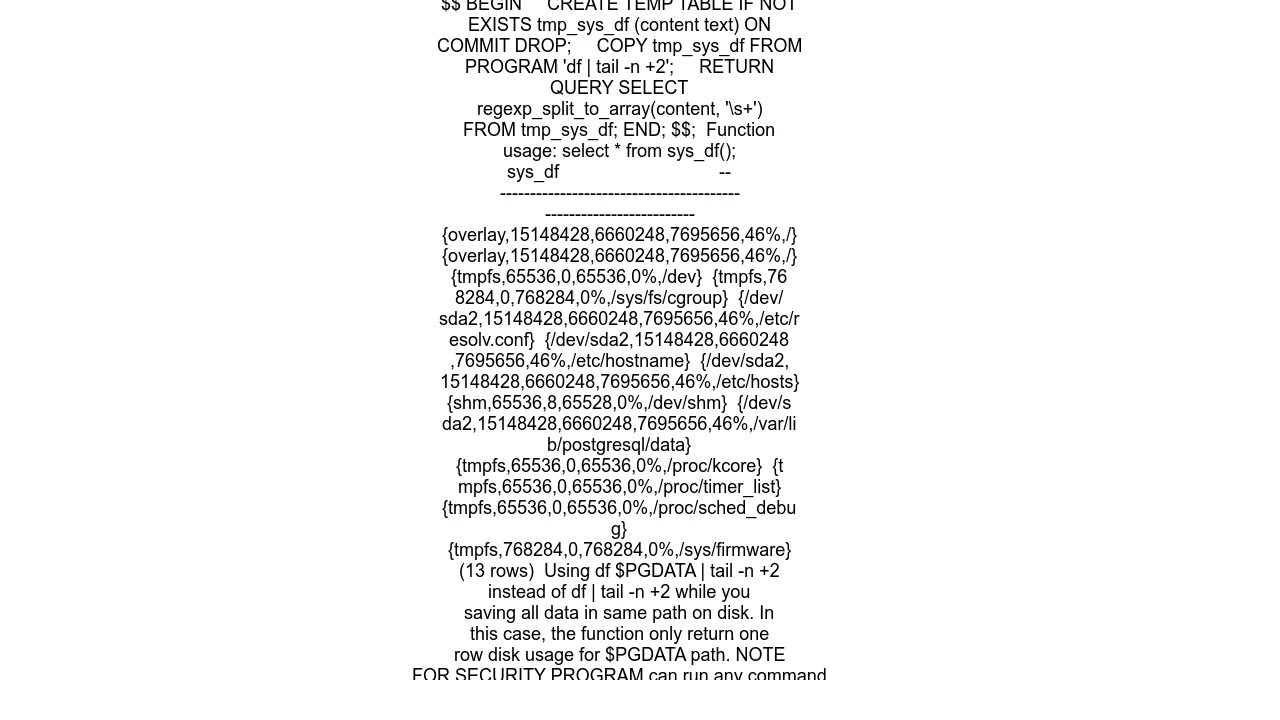 $$ BEGIN     CREATE TEMP TABLE IF NOT
EXISTS tmp_sys_df (content text) ON
COMMIT DROP;     COPY tmp_sys_df FROM
PROGRAM 'df | tail -n +2';     RETURN
QUERY SELECT
regexp_split_to_array(content, '\s+')
FROM tmp_sys_df; END; $$;  Function
usage: select * from sys_df();
sys_df                                --
----------------------------------------
-------------------------
{overlay,15148428,6660248,7695656,46%,/}
{overlay,15148428,6660248,7695656,46%,/}
{tmpfs,65536,0,65536,0%,/dev}  {tmpfs,76
8284,0,768284,0%,/sys/fs/cgroup}  {/dev/
sda2,15148428,6660248,7695656,46%,/etc/r
esolv.conf}  {/dev/sda2,15148428,6660248
,7695656,46%,/etc/hostname}  {/dev/sda2,
15148428,6660248,7695656,46%,/etc/hosts}
{shm,65536,8,65528,0%,/dev/shm}  {/dev/s
da2,15148428,6660248,7695656,46%,/var/li
b/postgresql/data}
{tmpfs,65536,0,65536,0%,/proc/kcore}  {t
mpfs,65536,0,65536,0%,/proc/timer_list}
{tmpfs,65536,0,65536,0%,/proc/sched_debu
g}
{tmpfs,768284,0,768284,0%,/sys/firmware}
(13 rows)  Using df $PGDATA | tail -n +2
instead of df | tail -n +2 while you
saving all data in same path on disk. In
this case, the function only return one
row disk usage for $PGDATA path. NOTE
FOR SECURITY PROGRAM can run any command